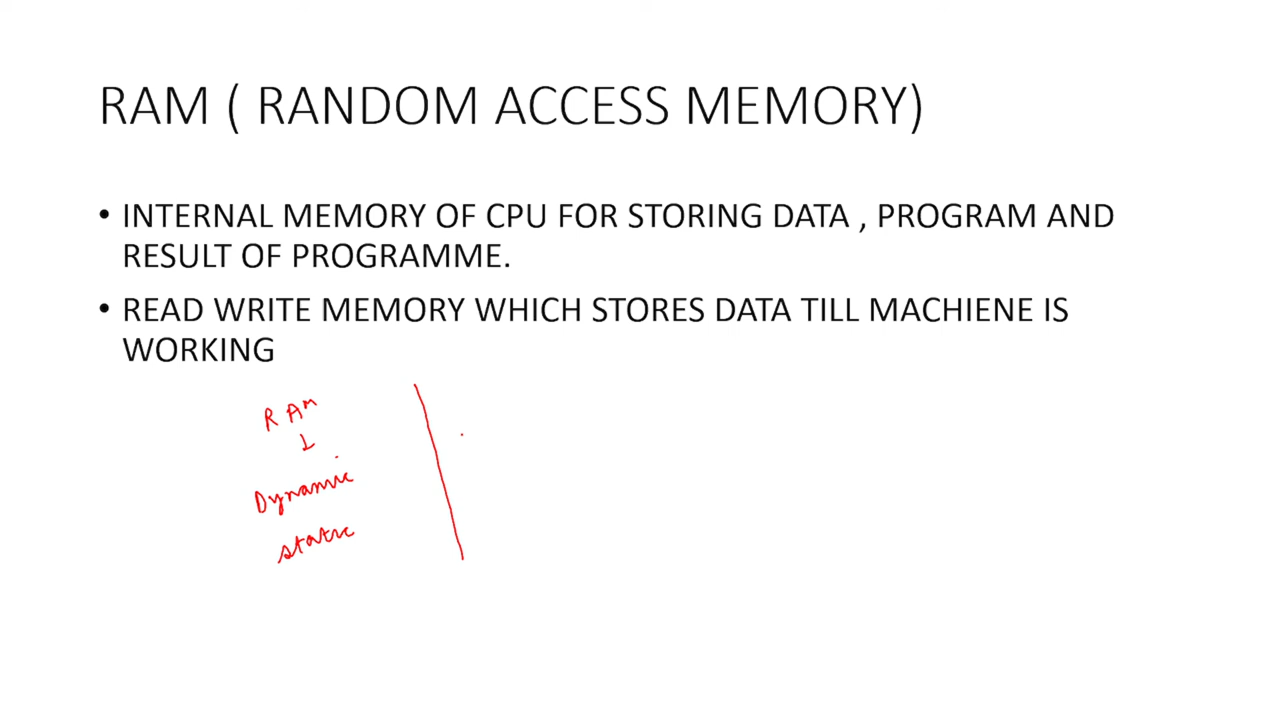 RAM ( RANDOM ACCESS MEMORY)
• INTERNAL MEMORY OF CPU FOR STORING DATA , PROGRAM AND
RESULT OF PROGRAMME.
• READ WRITE MEMORY WHICH STORES DATA TILL MACHIENE IS
WORKING
RAM
Dynamic
static